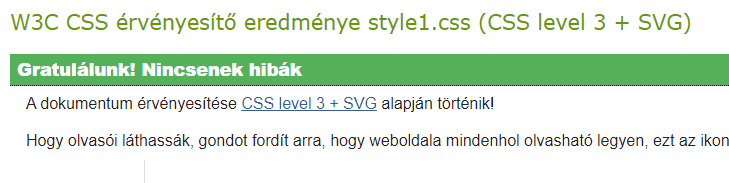 W3C CSS érvényesítő eredménye style1.css (CSS level 3 + SVG)
Gratulálunk! Nincsenek hibák
A dokumentum érvényesítése CSS level 3 + SVG alapján történik!
Hogy olvasói láthassák, gondot fordít arra, hogy weboldala mindenhol olvasható legyen, ezt az ikon